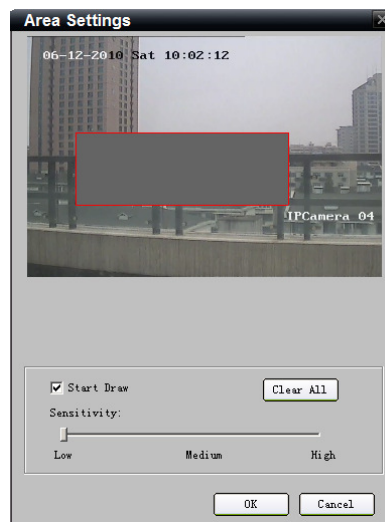 Area Settings
06-12-2010 Sat 10:02:12
IPCamera 04
Start Draw
Clear All
Sensitivity:
Low Medium High
OK Cancel